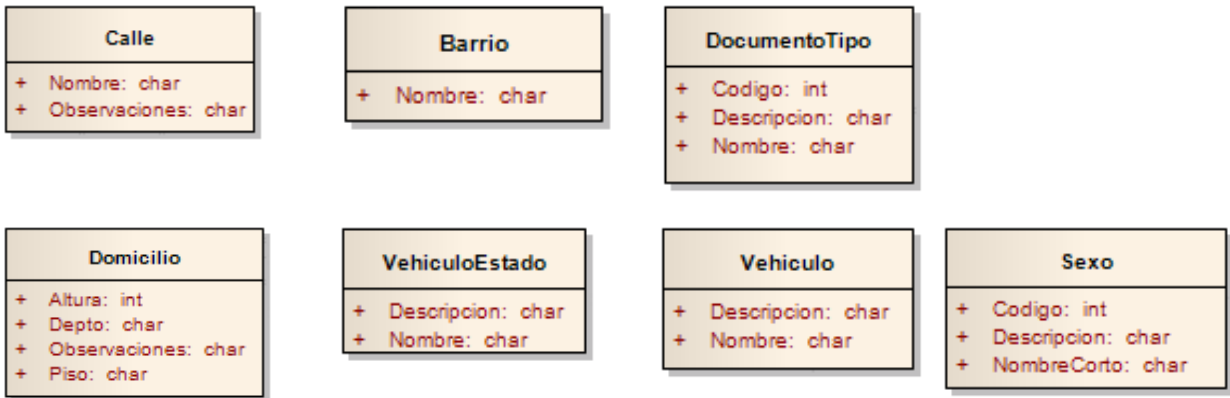 Calle
+ Nombre: char
+ Observaciones: char
Barrio
+ Nombre: char
DocumentoTipo
+ Codigo: int
+ Descripcion: char
+ Nombre: char
Domicilio
+ Altura: int
+ Depto: char
+ Observaciones: char
+ Piso: char
VehiculoEstado
+ Descripcion: char
+ Nombre: char
Vehiculo
+ Descripcion: char
+ Nombre: char
Sexo
+ Codigo: int
+ Descripcion: char
+ NombreCorto: char